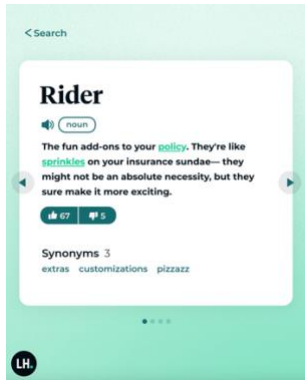 < Search
Rider
noun
The fun add-ons to your policy. They're like
sprinkles on your insurance sundae— they
might not be an absolute necessity, but they
sure make it more exciting.
67 5
Synonyms 3
extras customizations pizzazz
LH.